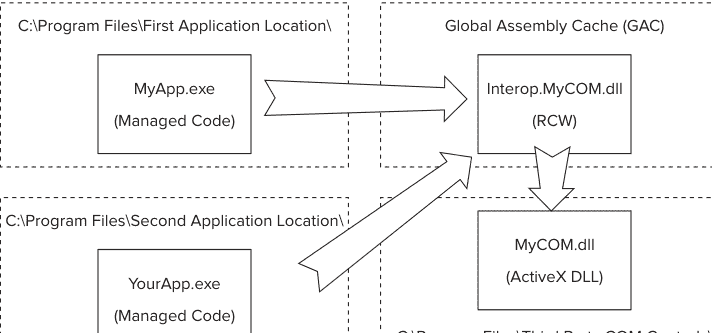 C:\Program Files\First Application Location\
MyApp.exe
(Managed Code)
Global Assembly Cache (GAC)
Interop.MyCOM.dll
(RCW)
C:\Program Files\Second Application Location\
YourApp.exe
(Managed Code)
MyCOM.dll
(ActiveX DLL)